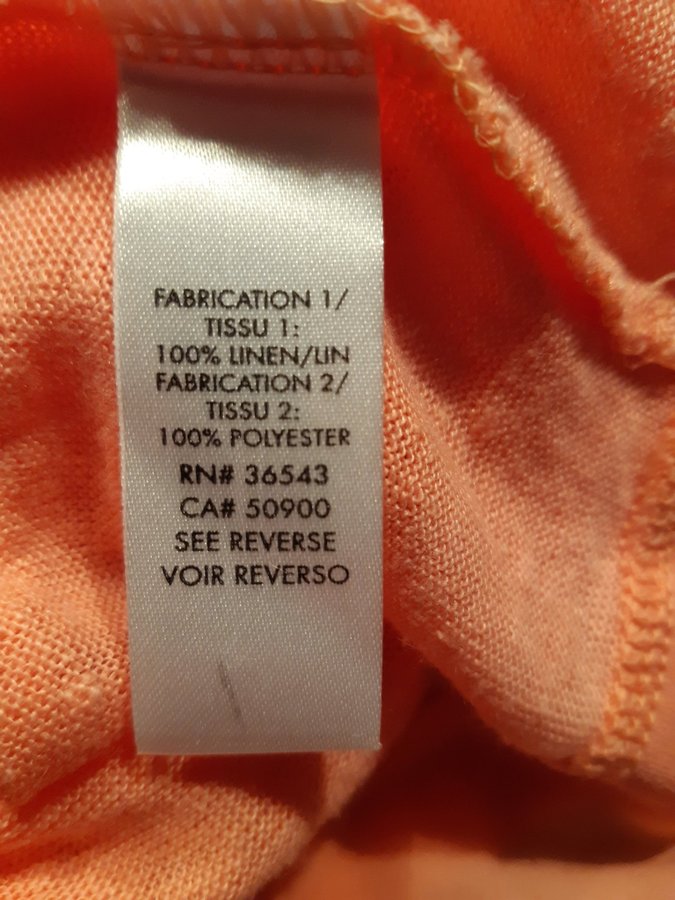 FABRICATION 1/
TISSU 1:
100% LINEN/LIN
FABRICATION 2/
TISSU 2:
100% POLYESTER
RN# 36543
CA# 50900
SEE REVERSE
VOIR REVERSO